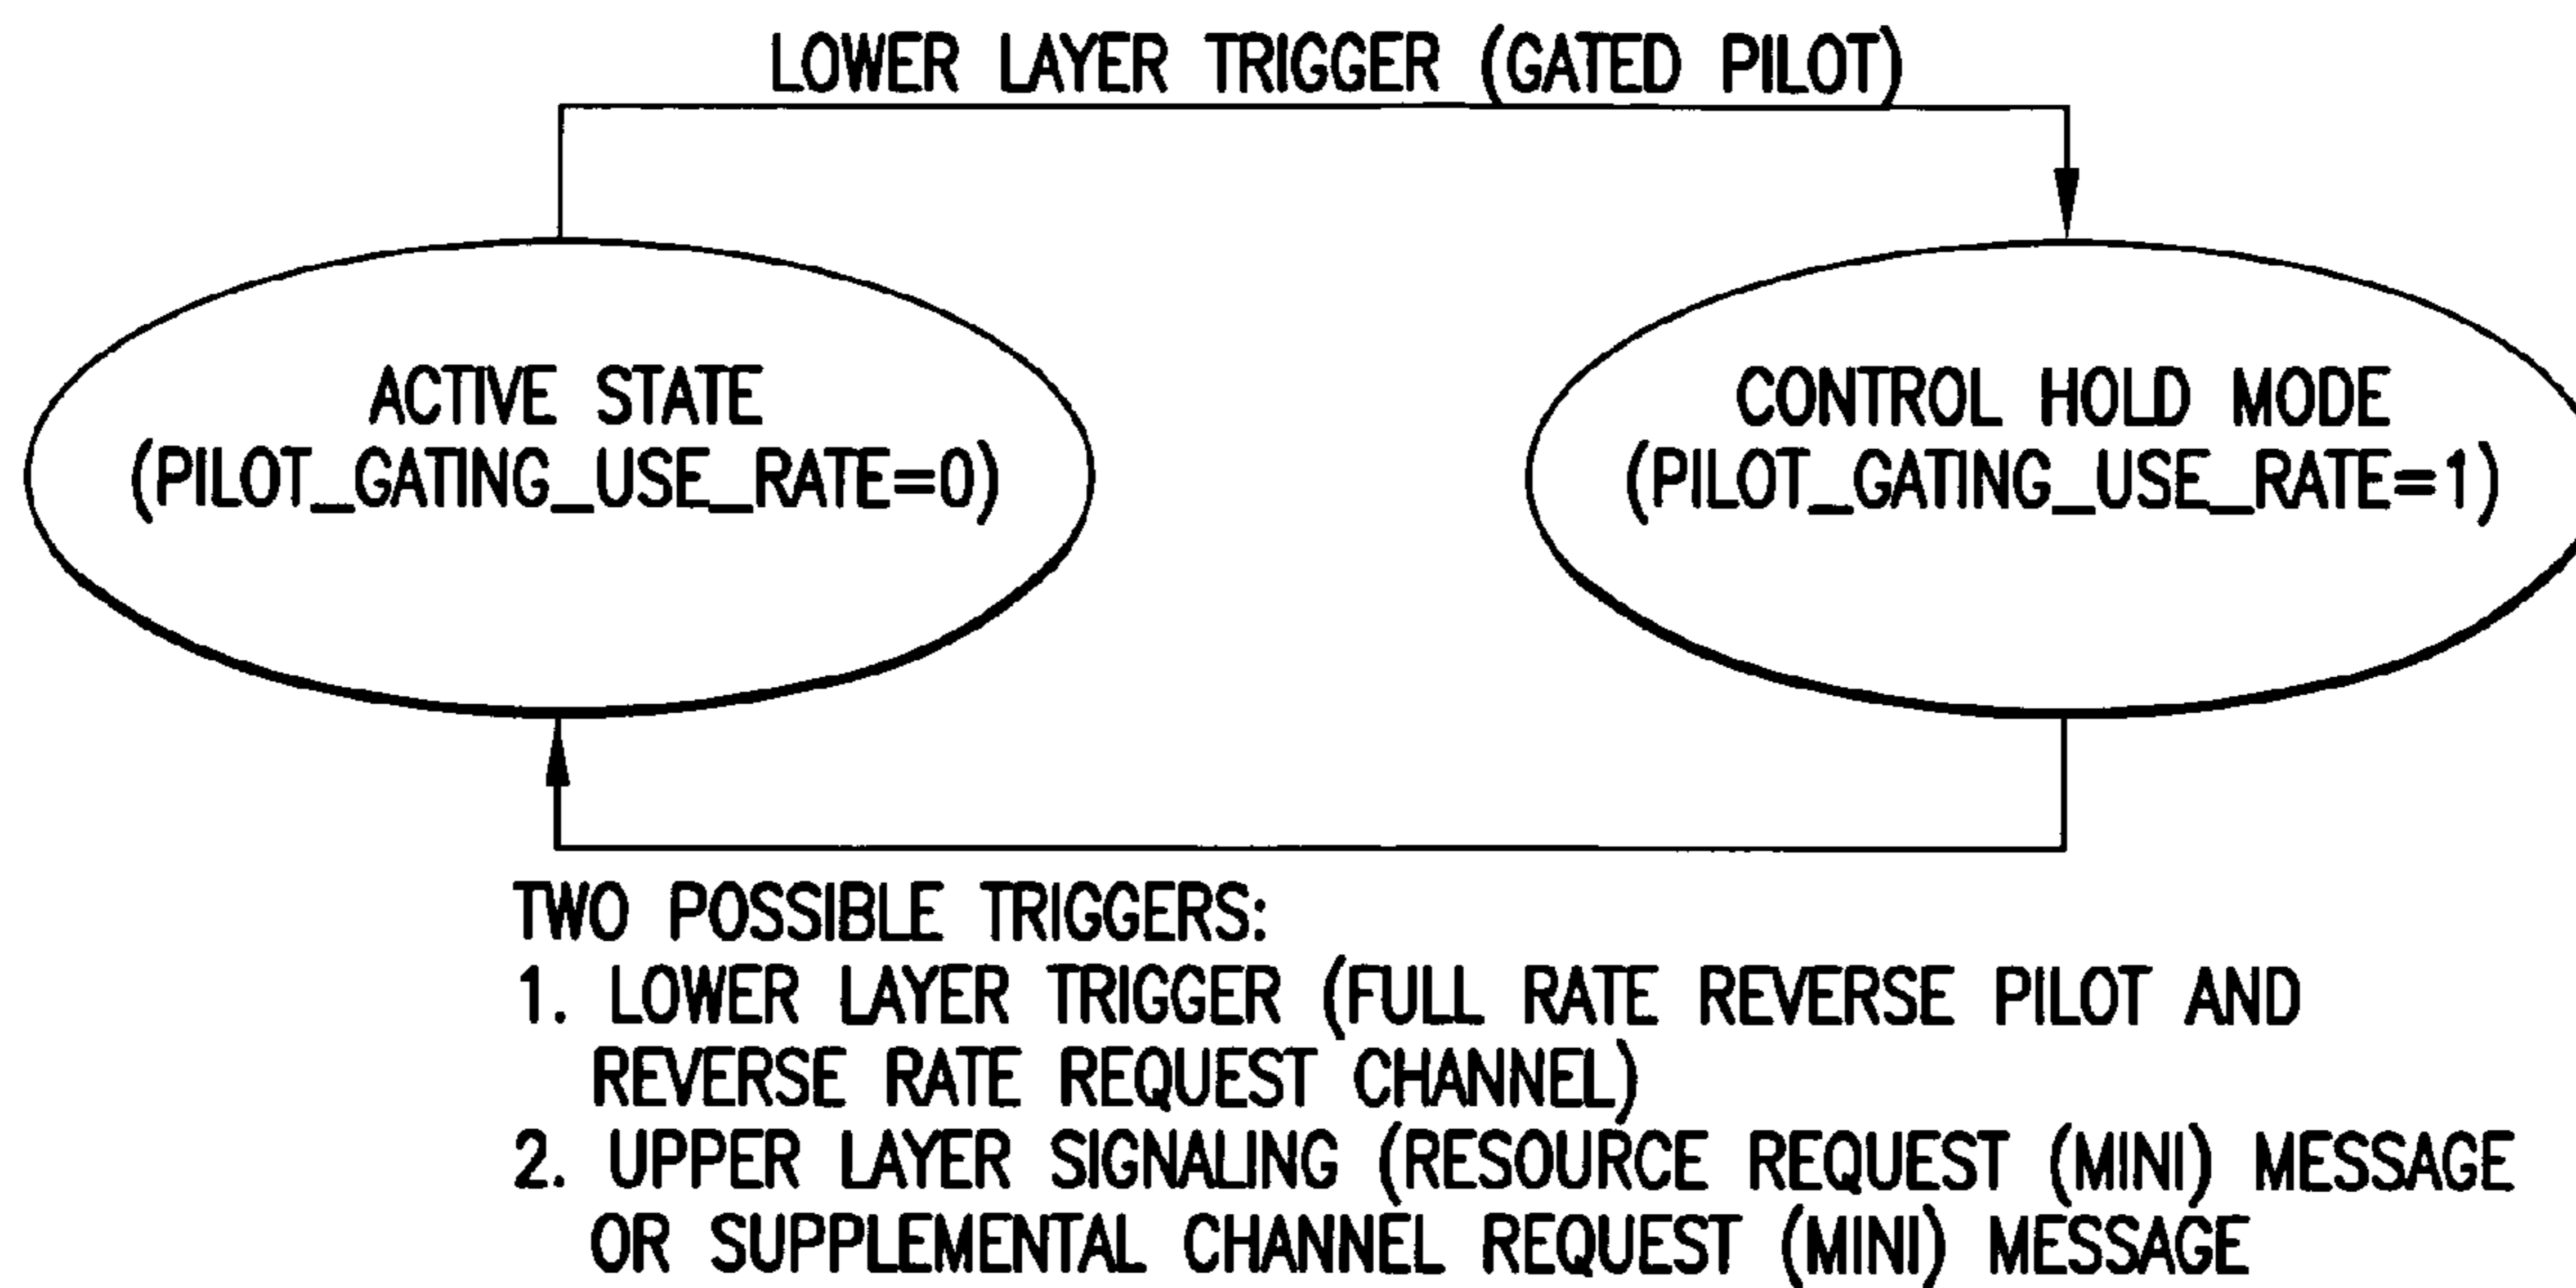 LOWER LAYER TRIGGER (GATED PILOT)
ACTIVE STATE
(PILOT_GATING_USE_RATE=0)
CONTROL HOLD MODE
(PILOT_GATING_USE_RATE=1)
TWO POSSIBLE TRIGGERS:
1. LOWER LAYER TRIGGER (FULL RATE REVERSE PILOT AND
REVERSE RATE REQUEST CHANNEL)
2. UPPER LAYER SIGNALING (RESOURCE REQUEST (MINI) MESSAGE
OR SUPPLEMENTAL CHANNEL REQUEST (MINI) MESSAGE